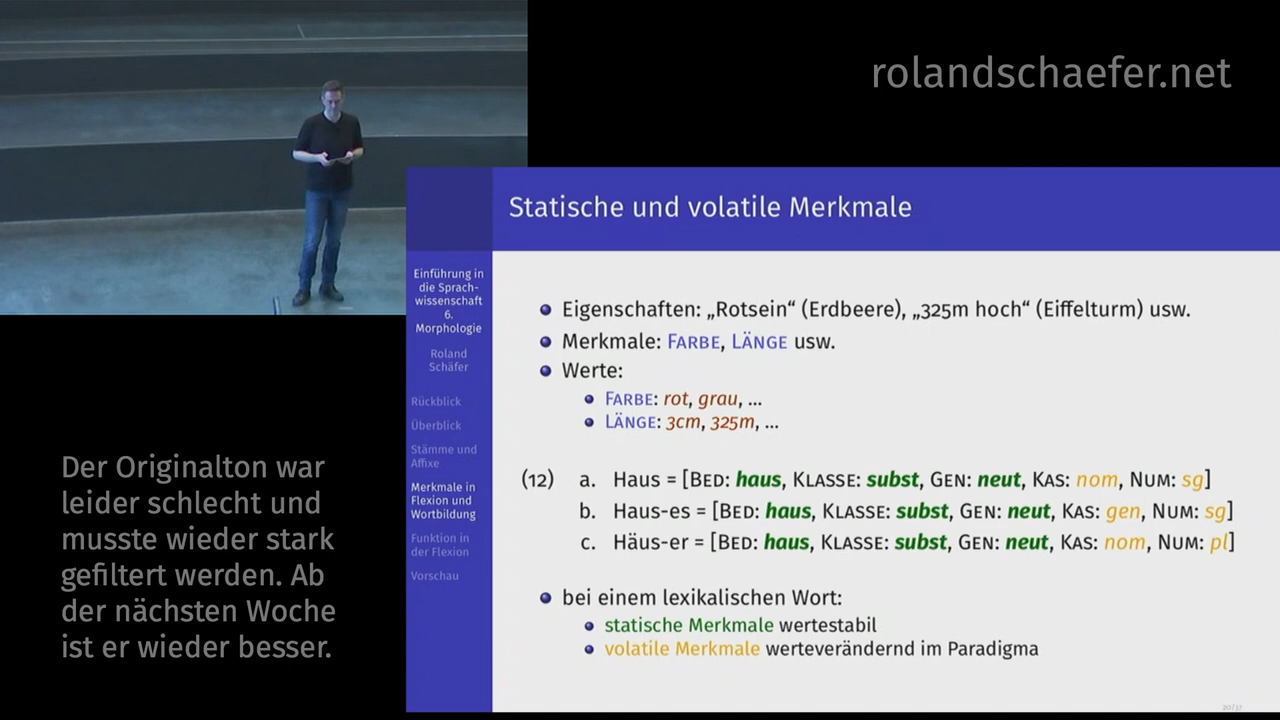 rolandschaefer.net
Statische und volatile Merkmale
Einführung in
die Sprach-
wissenschaft
6.
Morphologie
Roland
Schäfer
Rückblick
Überblick
Stämme und
Affixe
Merkmale in
Flexion und
Wortbildung
Funktion in
der Flexion
Vorschau
Eigenschaften: „Rotsein“ (Erdbeere), „325m hoch“ (Eiffelturm) usw.
Merkmale: Farbe, Länge usw.
Werte:
Farbe: rot, grau, ...
Länge: 3cm, 325m, ...
(12) a. Haus = [Bed: haus, Klasse: subst, Gen: neut, Kas: nom, Num: sg]
b. Haus-es = [Bed: haus, Klasse: subst, Gen: neut, Kas: gen, Num: sg]
c. Häus-er = [Bed: haus, Klasse: subst, Gen: neut, Kas: nom, Num: pl]
bei einem lexikalischen Wort:
statische Merkmale wertestabil
volatile Merkmale werteverändernd im Paradigma
20/37
Der Originalton war
leider schlecht und
musste wieder stark
gefiltert werden. Ab
der nächsten Woche
ist er wieder besser.